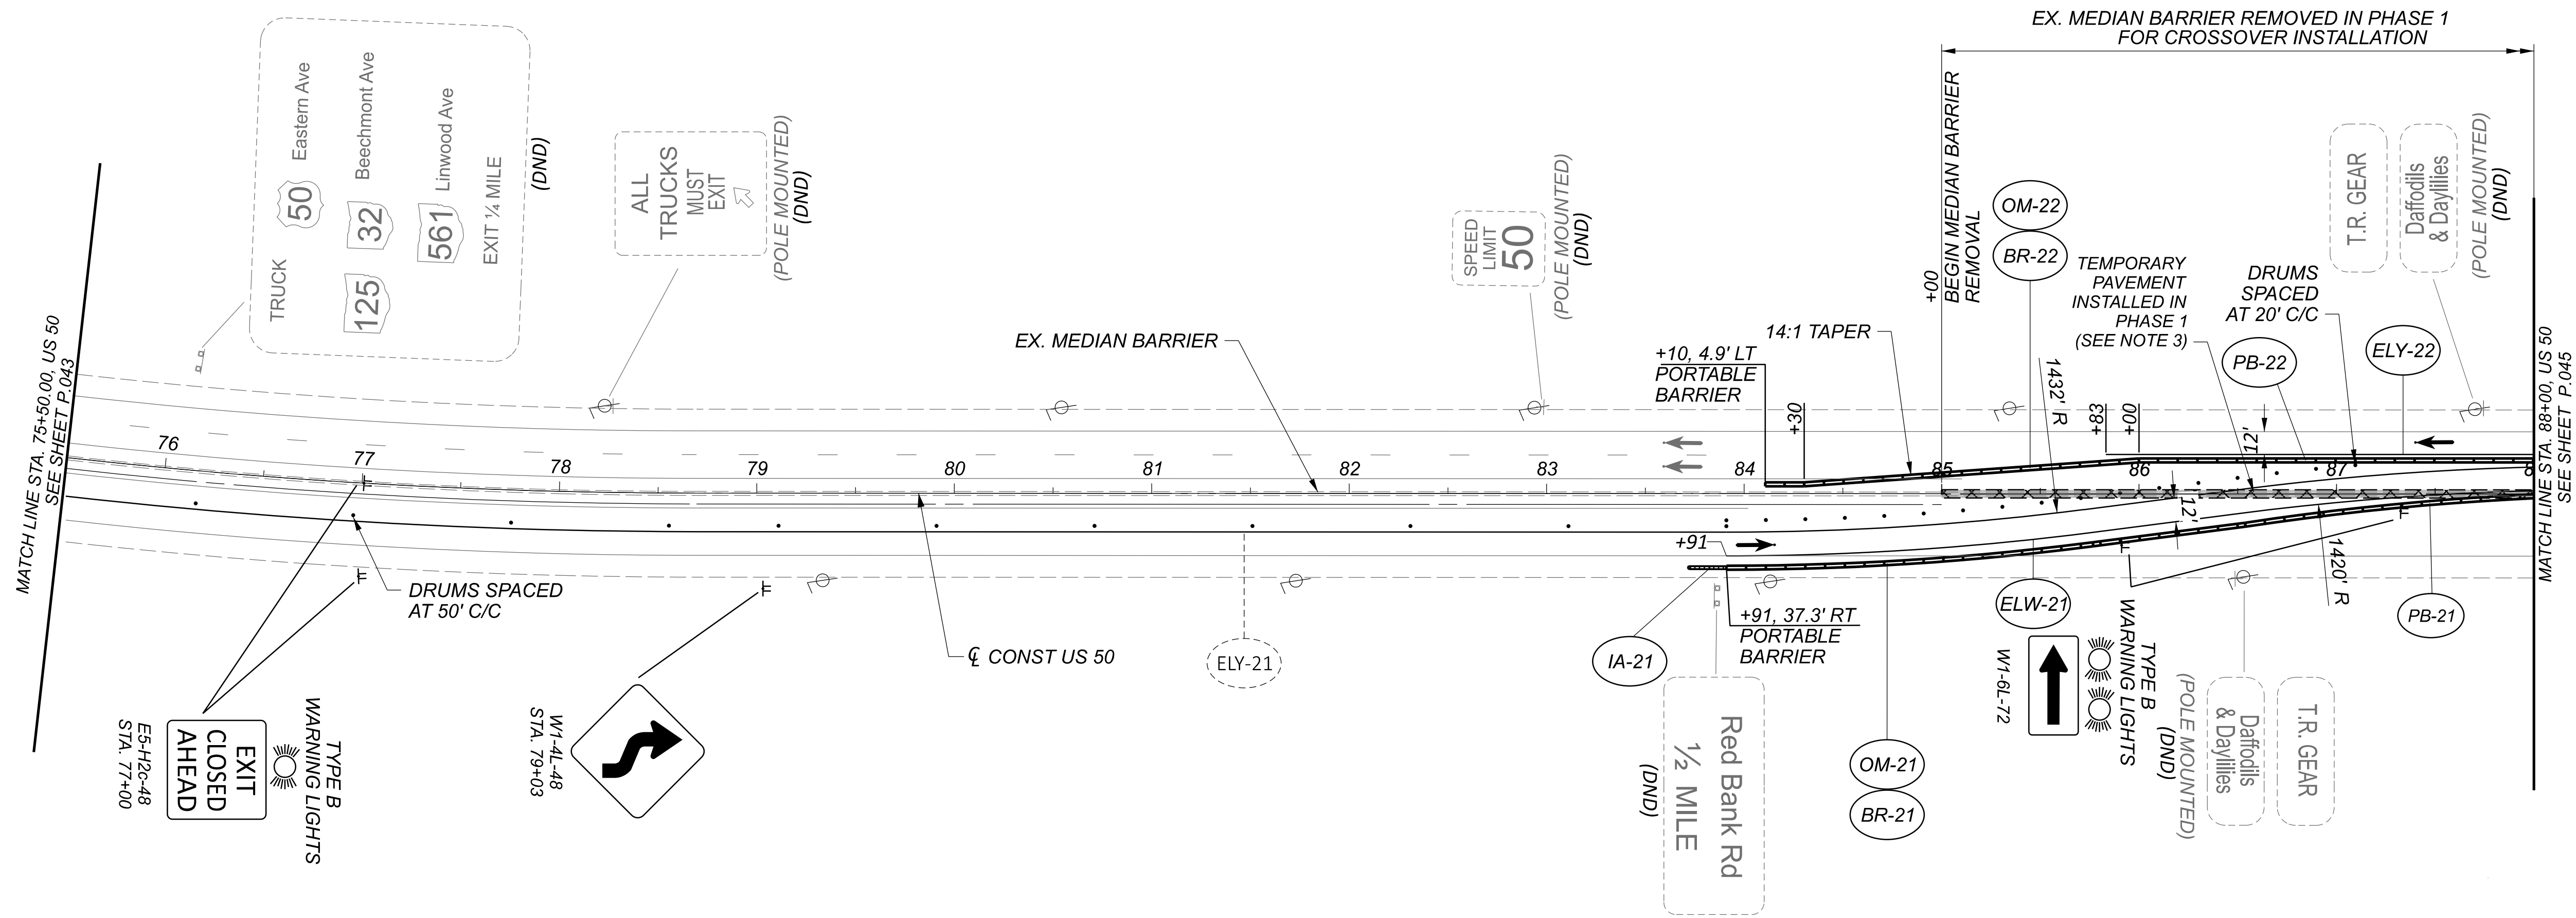 EX. MEDIAN BARRIER REMOVED IN PHASE 1
FOR CROSSOVER INSTALLATION
MATCH LINE STA. 75+50.00, US 50
SEE SHEET P.043
TRUCK
50
Eastern Ave
125
32
Beechmont Ave
561
Linwood Ave
EXIT ¼ MILE
(DND)
ALL
TRUCKS
MUST
EXIT
(POLE MOUNTED)
(DND)
SPEED
LIMIT
50
(POLE MOUNTED)
(DND)
+00
BEGIN MEDIAN BARRIER
REMOVAL
OM-22
BR-22
TEMPORARY
PAVEMENT
INSTALLED IN
PHASE 1
(SEE NOTE 3)
DRUMS
SPACED
AT 20' C/C
PB-22
ELY-22
T.R. GEAR
Daffodils
& Daylillies
(POLE MOUNTED)
(DND)
EX. MEDIAN BARRIER
+10, 4.9' LT
PORTABLE
BARRIER
14:1 TAPER
+30
1432' R
+83
+00
12'
76
77
78
79
80
81
82
83
84
85
86
87
8
12'
1420' R
MATCH LINE STA. 88+00, US 50
SEE SHEET P.045
DRUMS SPACED
AT 50' C/C
℄ CONST US 50
ELY-21
+91
IA-21
+91, 37.3' RT
PORTABLE
BARRIER
ELW-21
PB-21
OM-21
BR-21
TYPE B
WARNING LIGHTS
EXIT
CLOSED
AHEAD
E5-H2c-48
STA. 77+00
W1-4L-48
STA. 79+03
Red Bank Rd
½ MILE
(DND)
TYPE B
WARNING LIGHTS
W1-6L-72
T.R. GEAR
Daffodils
& Daylillies
(POLE MOUNTED)
(DND)